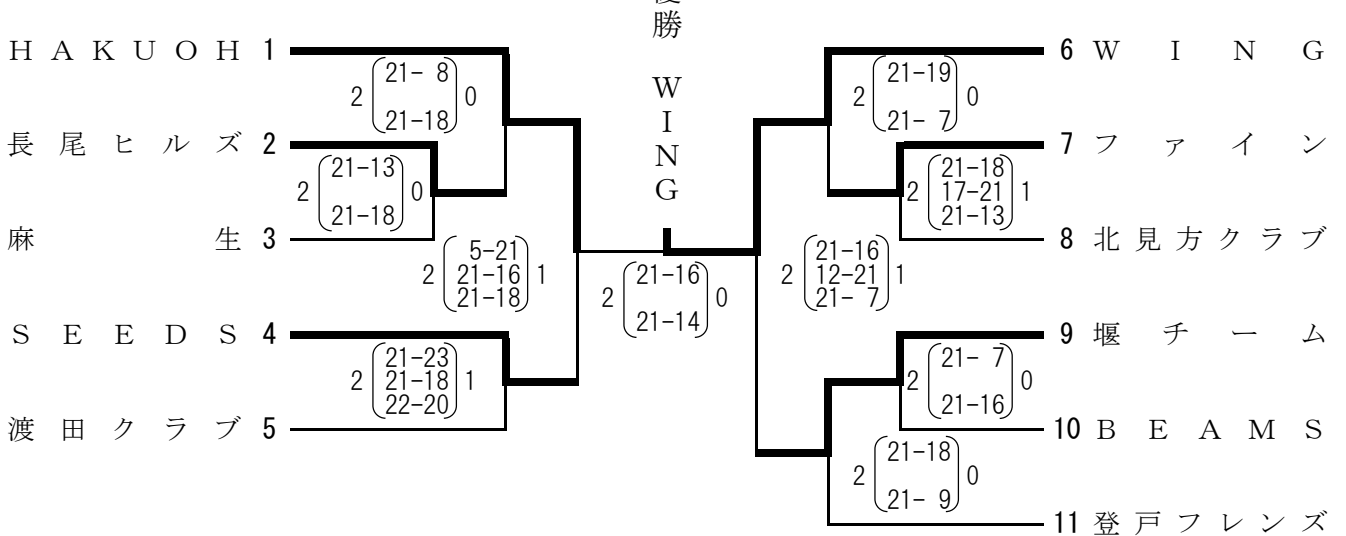 優勝 WING
HAKUOH 1
2 21- 8 0
21-18
長尾ヒルズ 2
2 21-13 0
21-18
麻生 3
5-21
2 21-16 1
21-18
SEEDS 4
21-23
2 21-18 1
22-20
渡田クラブ 5
2 21-16 0
21-14
6 WING
2 21-19 0
21- 7
7 ファイン
21-18
2 17-21 1
21-13
8 北見方クラブ
21-16
2 12-21 1
21- 7
9 堰チーム
2 21- 7 0
21-16
10 BEAMS
2 21-18 0
21- 9
11 登戸フレンズ